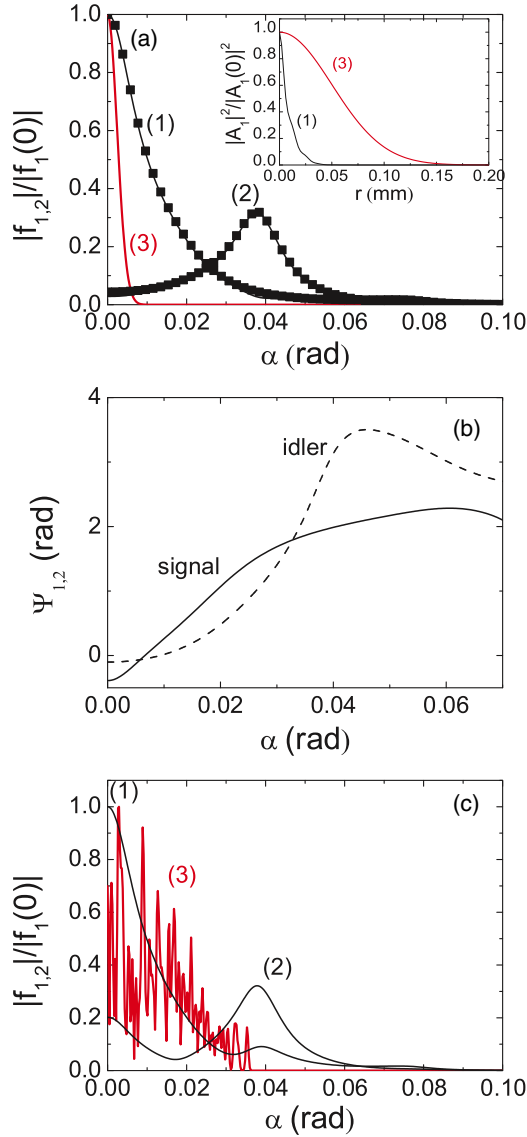 (a)
|f1,2|/|f1(0)|
1.0
0.8
0.6
0.4
0.2
0.0
(1)
(2)
(3)
0.00 0.02 0.04 0.06 0.08 0.10
α (rad)
|A1|²/|A1(0)|²
1.0
0.8
0.6
0.4
0.2
0.0
(1)
(3)
0.00 0.05 0.10 0.15 0.20
r (mm)
(b)
Ψ1,2 (rad)
4
2
0
idler
signal
0.00 0.02 0.04 0.06
α (rad)
(c)
|f1,2|/|f1(0)|
1.0
0.8
0.6
0.4
0.2
0.0
(1)
(3)
(2)
0.00 0.02 0.04 0.06 0.08 0.10
α (rad)